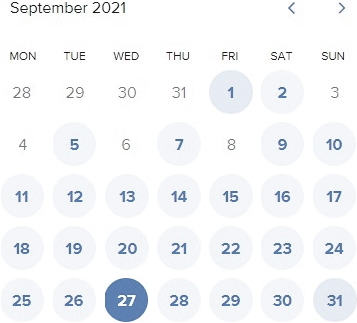 September 2021
MON TUE WED THU FRI SAT SUN
28 29 30 31 1 2 3
4 5 6 7 8 9 10
11 12 13 14 15 16 17
18 19 20 21 22 23 24
25 26 27 28 29 30 31